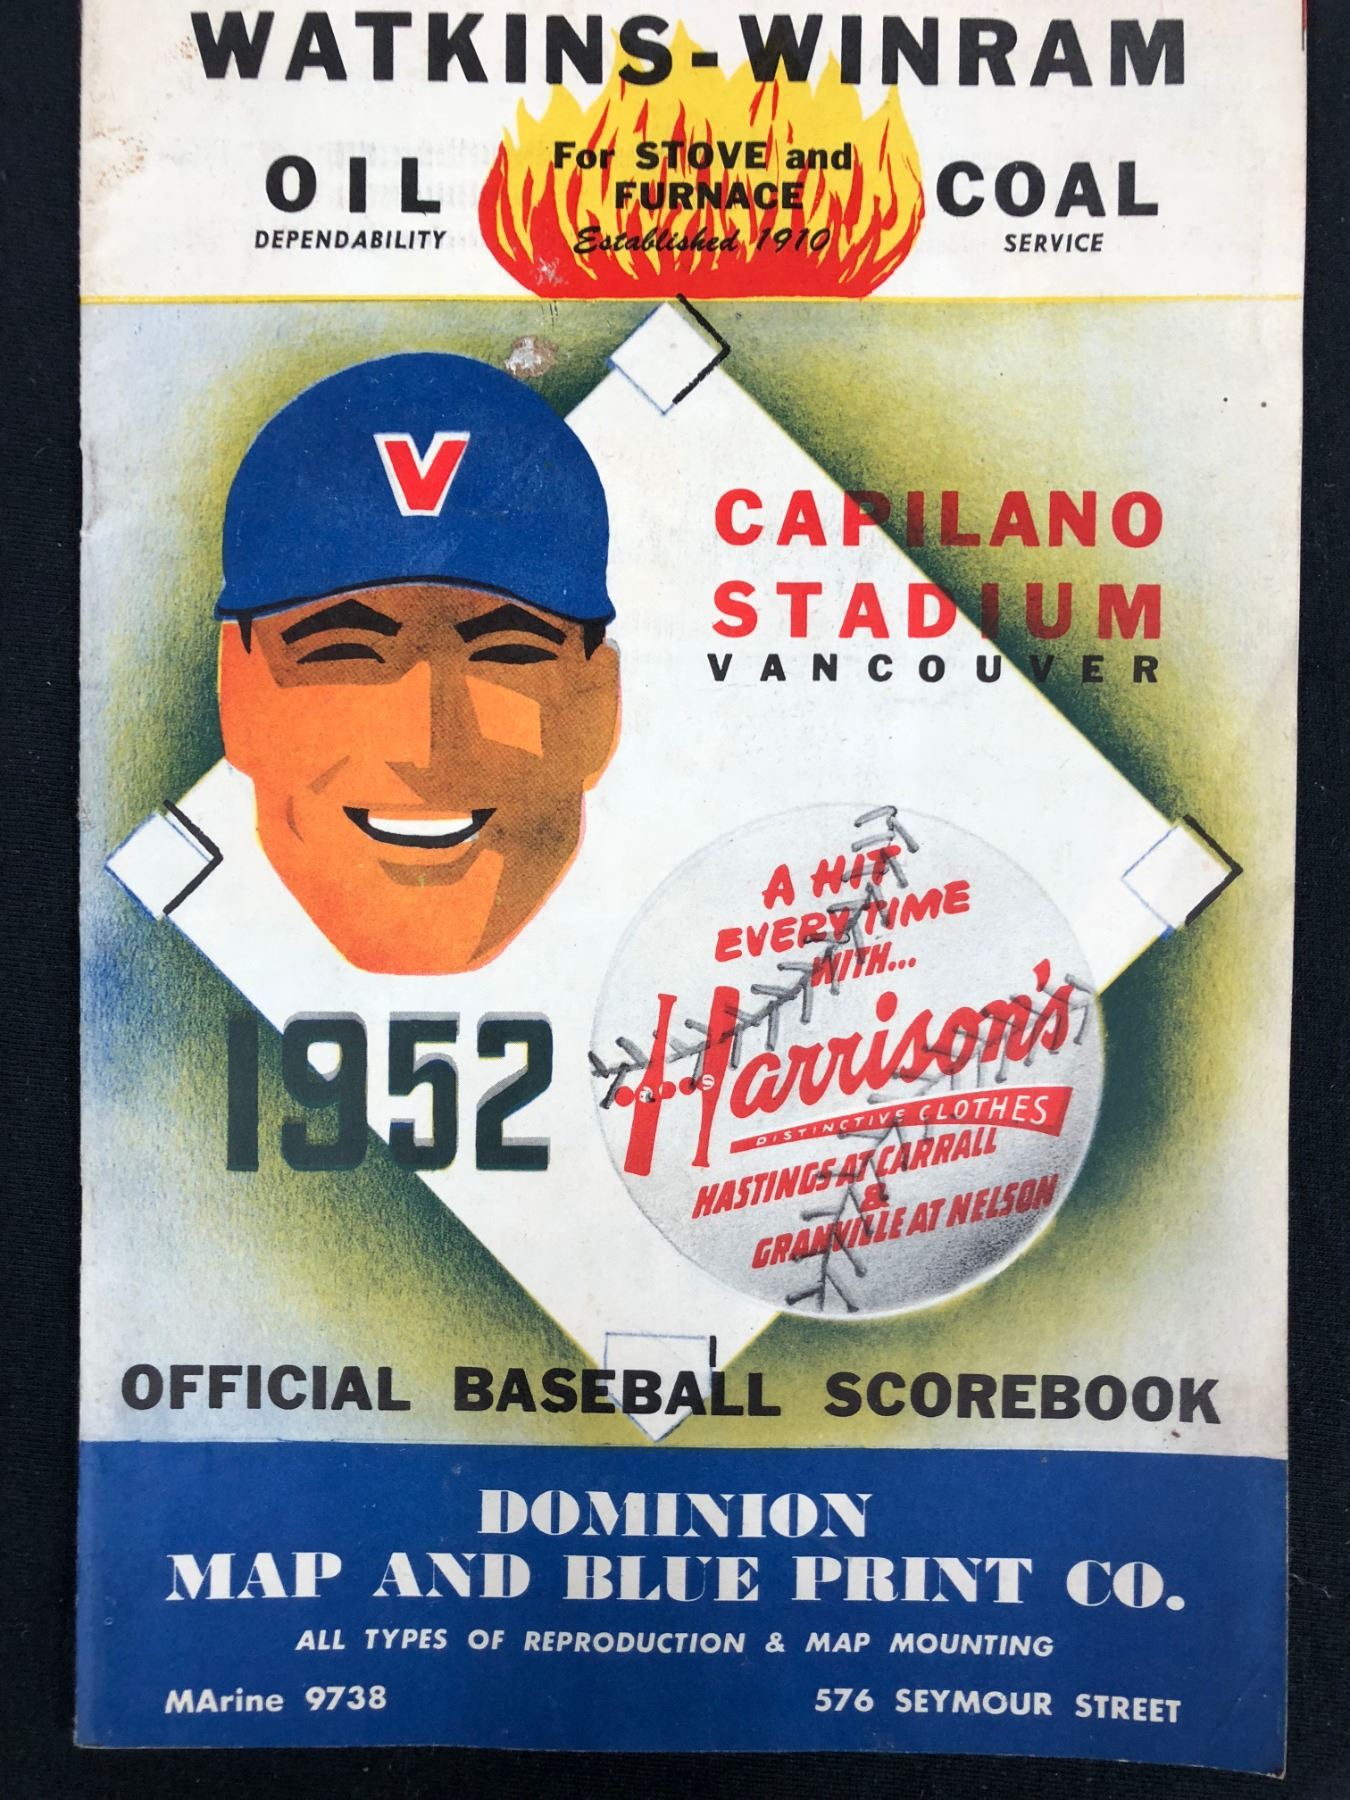 WATKINS-WINRAM
OIL
DEPENDABILITY
For STOVE and
FURNACE
Established 1910
COAL
SERVICE
V
CAPILANO
STADIUM
VANCOUVER
A HIT
EVERY TIME
WITH...
Harrison's
DISTINCTIVE CLOTHES
HASTINGS AT CARRALL
&
GRANVILLE AT NELSON
1952
OFFICIAL BASEBALL SCOREBOOK
DOMINION
MAP AND BLUE PRINT CO.
ALL TYPES OF REPRODUCTION & MAP MOUNTING
MArine 9738
576 SEYMOUR STREET